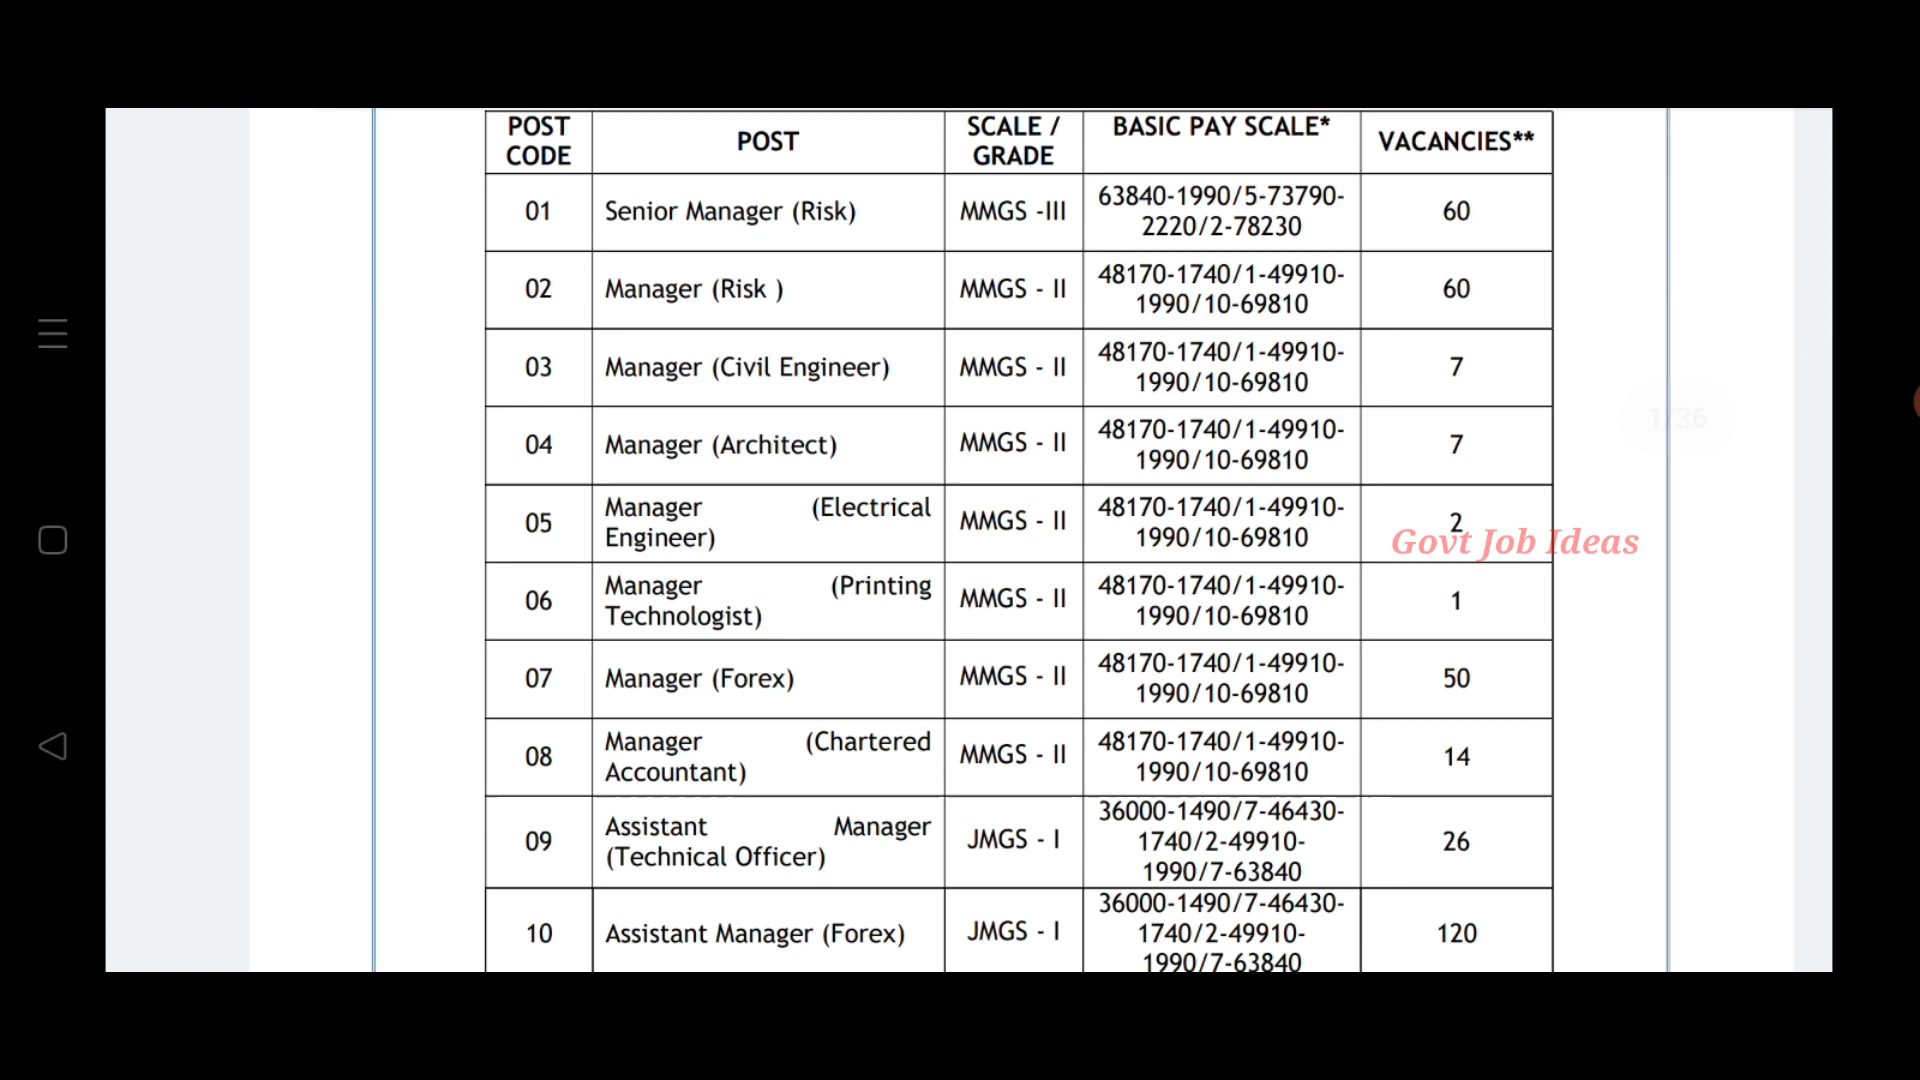 POST CODE POST SCALE / GRADE BASIC PAY SCALE* VACANCIES**
01 Senior Manager (Risk) MMGS -III 63840-1990/5-73790-
2220/2-78230 60
02 Manager (Risk ) MMGS - II 48170-1740/1-49910-
1990/10-69810 60
03 Manager (Civil Engineer) MMGS - II 48170-1740/1-49910-
1990/10-69810 7
04 Manager (Architect) MMGS - II 48170-1740/1-49910-
1990/10-69810 7
05 Manager (Electrical
Engineer) MMGS - II 48170-1740/1-49910-
1990/10-69810 2
Govt Job Ideas
06 Manager (Printing
Technologist) MMGS - II 48170-1740/1-49910-
1990/10-69810 1
07 Manager (Forex) MMGS - II 48170-1740/1-49910-
1990/10-69810 50
08 Manager (Chartered
Accountant) MMGS - II 48170-1740/1-49910-
1990/10-69810 14
09 Assistant Manager
(Technical Officer) JMGS - I 36000-1490/7-46430-
1740/2-49910-
1990/7-63840 26
10 Assistant Manager (Forex) JMGS - I 36000-1490/7-46430-
1740/2-49910-
1990/7-63840 120
1/36